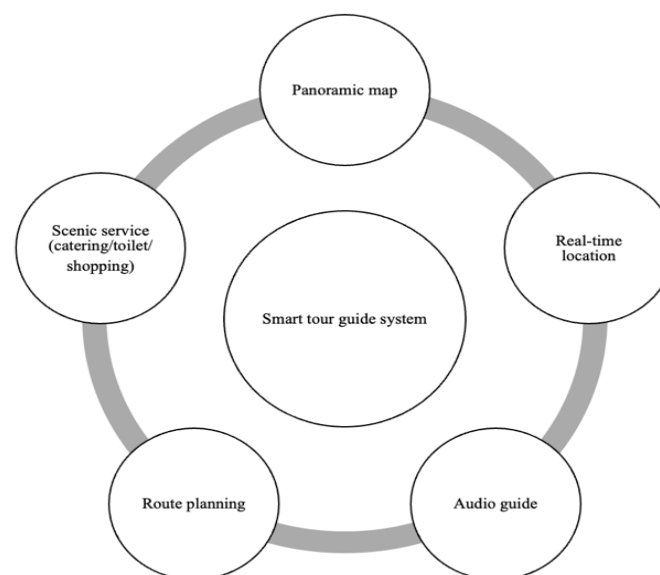 Panoramic map
Scenic service
(catering/toilet/
shopping)
Real-time
location
Smart tour guide system
Route planning
Audio guide